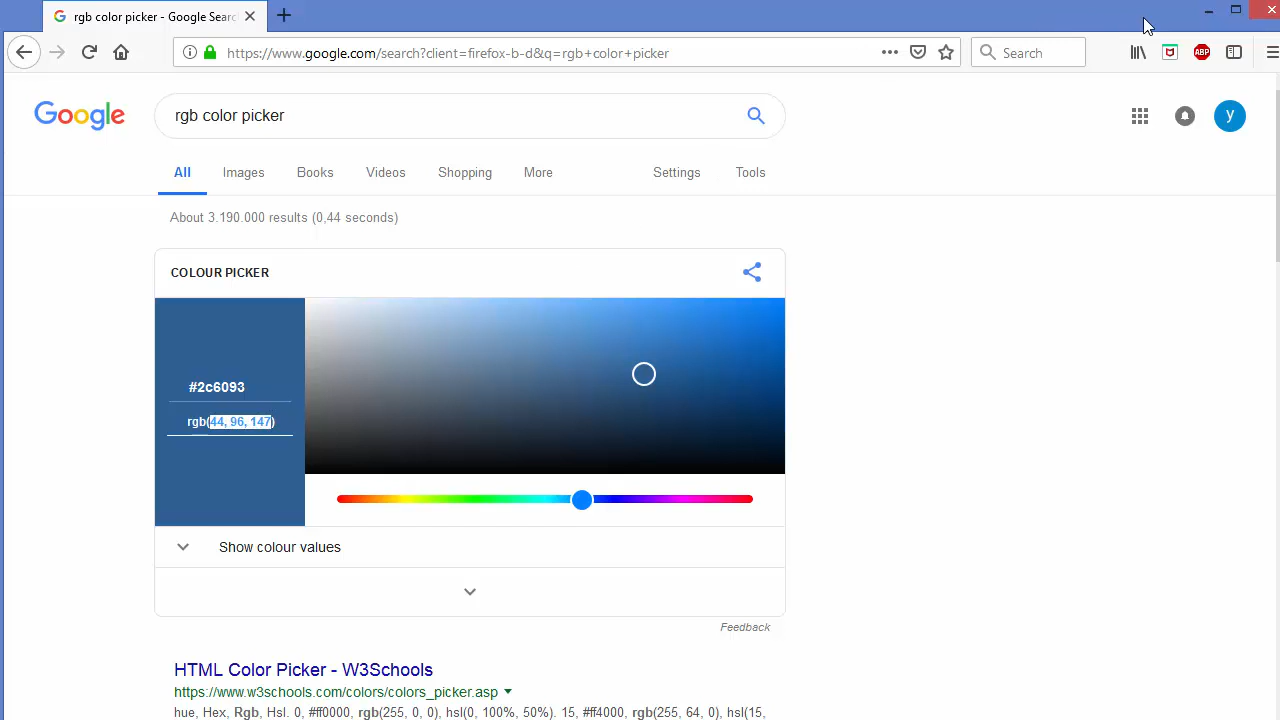 rgb color picker - Google Searc
https://www.google.com/search?client=firefox-b-d&q=rgb+color+picker
Search
ABP
Google
rgb color picker
y
All
Images
Books
Videos
Shopping
More
Settings
Tools
About 3.190.000 results (0,44 seconds)
COLOUR PICKER
#2c6093
rgb(44, 96, 147)
Show colour values
Feedback
HTML Color Picker - W3Schools
https://www.w3schools.com/colors/colors_picker.asp
hue, Hex, Rgb, Hsl. 0, #ff0000, rgb(255, 0, 0), hsl(0, 100%, 50%). 15, #ff4000, rgb(255, 64, 0), hsl(15,